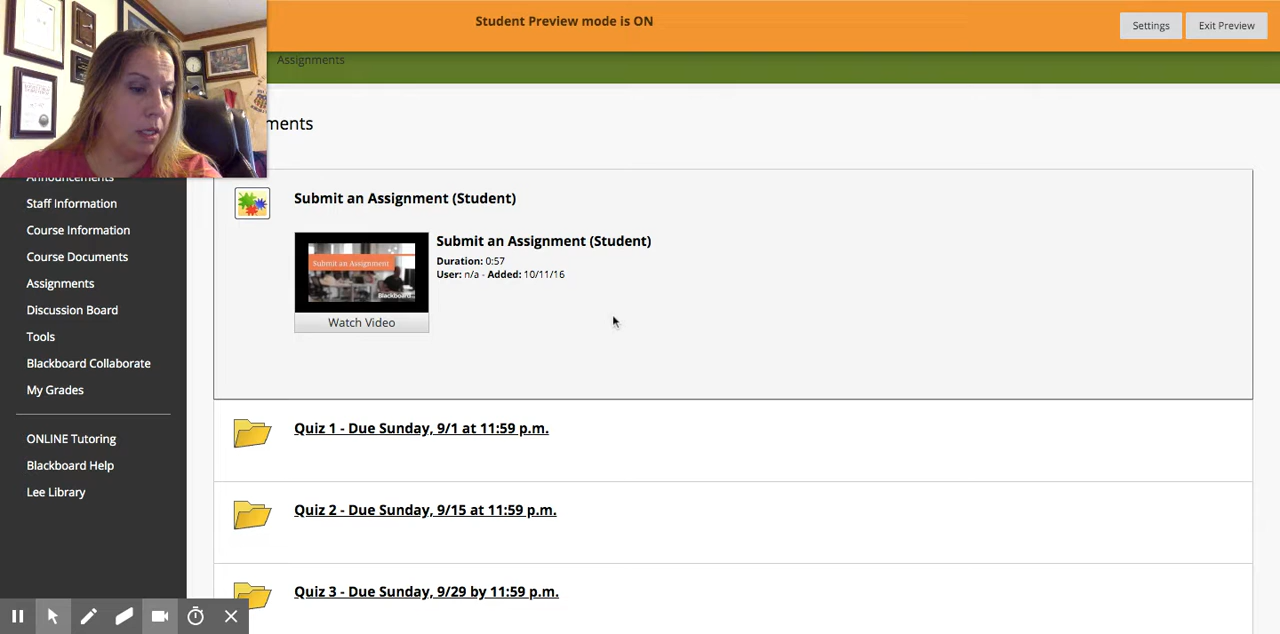 Student Preview mode is ON
Settings
Exit Preview
Assignments
ments
Announcements
Staff Information
Course Information
Course Documents
Assignments
Discussion Board
Tools
Blackboard Collaborate
My Grades
ONLINE Tutoring
Blackboard Help
Lee Library
Submit an Assignment (Student)
Submit an Assignment
Blackboard
Watch Video
Submit an Assignment (Student)
Duration: 0:57
User: n/a - Added: 10/11/16
Quiz 1 - Due Sunday, 9/1 at 11:59 p.m.
Quiz 2 - Due Sunday, 9/15 at 11:59 p.m.
Quiz 3 - Due Sunday, 9/29 by 11:59 p.m.